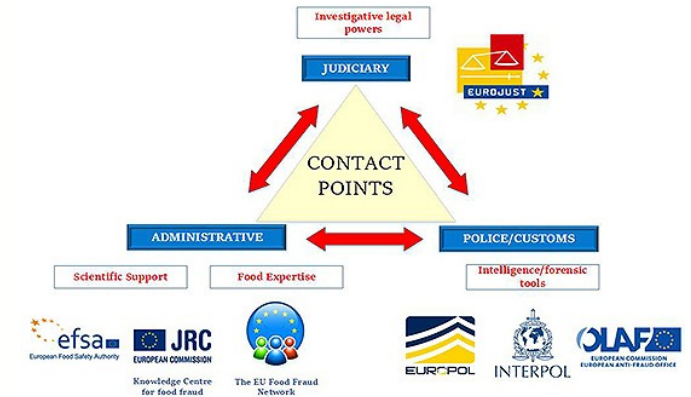 Investigative legal
powers
JUDICIARY
EUROJUST
CONTACT
POINTS
ADMINISTRATIVE
POLICE/CUSTOMS
Scientific Support
Food Expertise
Intelligence/forensic
tools
efsa
European Food Safety Authority
JRC
EUROPEAN COMMISSION
Knowledge Centre
for food fraud
The EU Food Fraud
Network
EUROPOL
INTERPOL
OLAF
EUROPEAN COMMISSION
EUROPEAN ANTI-FRAUD OFFICE